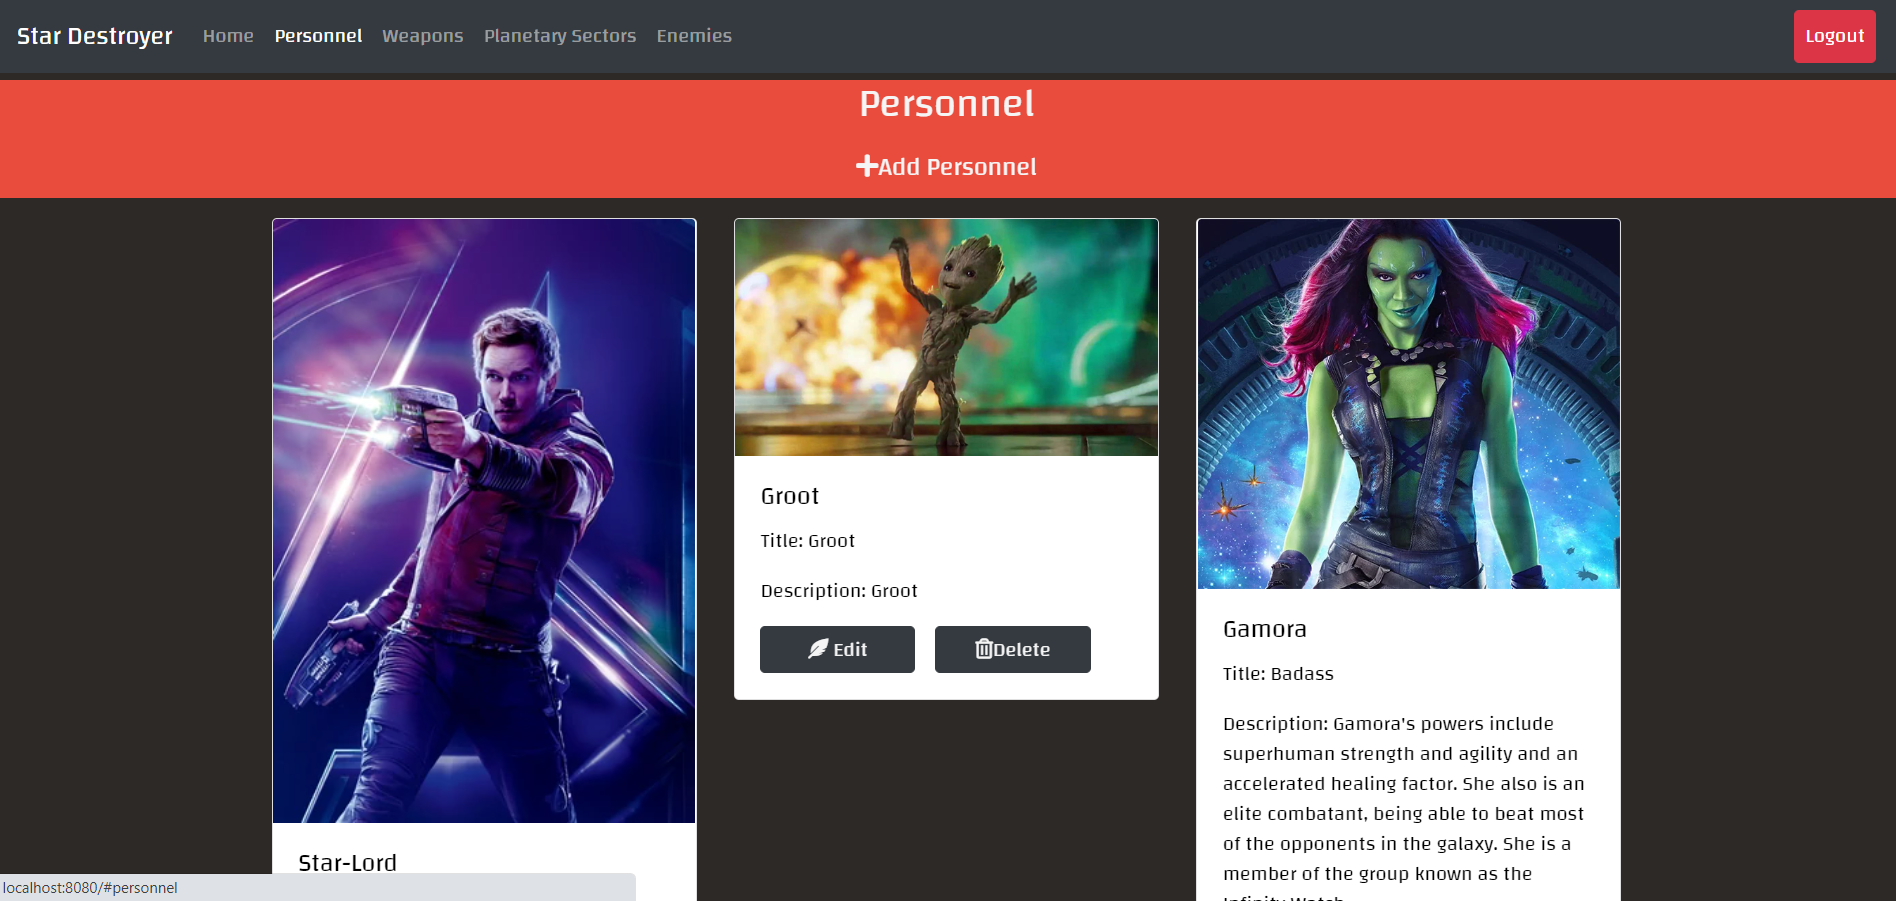 Star Destroyer Home Personnel Weapons Planetary Sectors Enemies Logout
Personnel
Add Personnel
Star-Lord
Groot
Title: Groot
Description: Groot
Edit Delete
Gamora
Title: Badass
Description: Gamora's powers include
superhuman strength and agility and an
accelerated healing factor. She also is an
elite combatant, being able to beat most
of the opponents in the galaxy. She is a
member of the group known as the
Infinity Watch
localhost:8080/#personnel